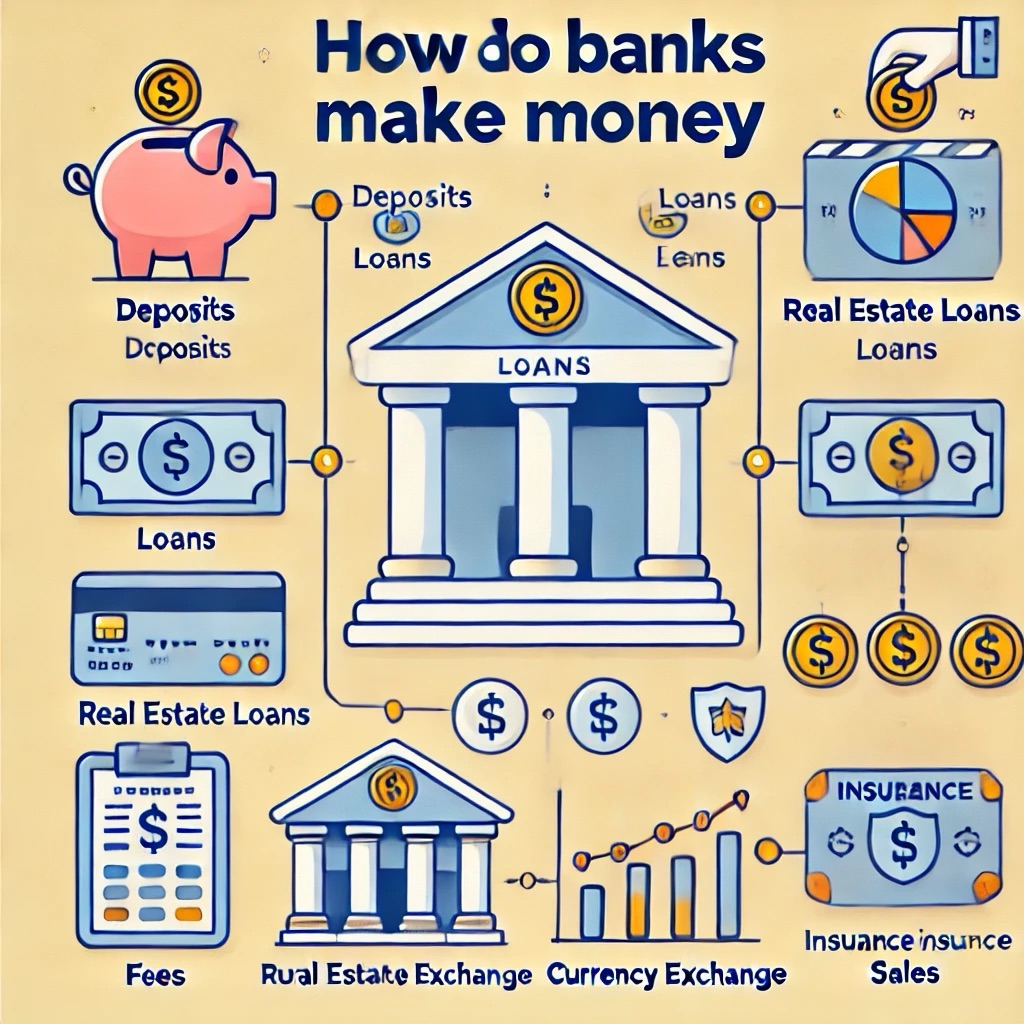 How do banks
make money
Deposits
Loans
Loans
Eems
Deposits
Dcposits
Real Estate Loans
Loans
LOANS
Loans
Real Estate Loans
INSURANCE
Fees
Rual Estate Exchange
Currency Exchange
Insuance insunce
Sales